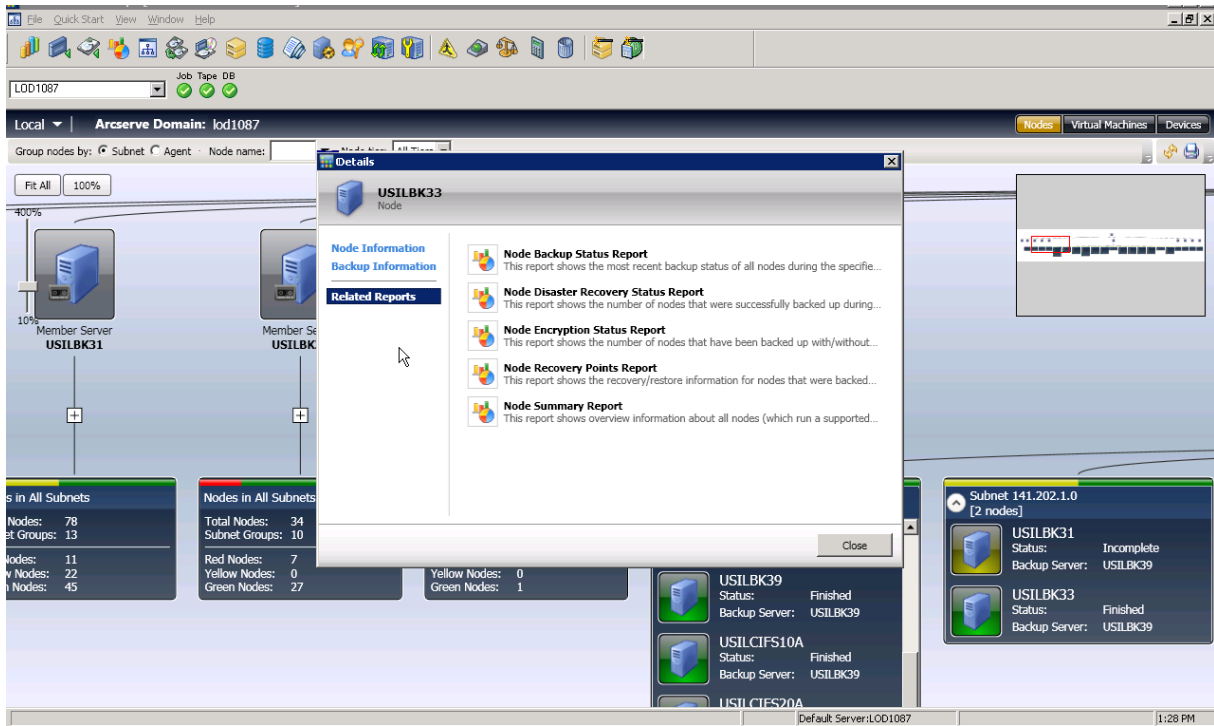 File Quick Start View Window Help
Job Tape DB
LOD1087
Local
Arcserve Domain: lod1087
Nodes
Virtual Machines
Devices
Group nodes by: Subnet Agent
Node name:
Fit All
100%
400%
10%
Member Server
USILBK31
Member Se
USILBK
Details
USILBK33
Node
Node Information
Backup Information
Related Reports
Node Backup Status Report
This report shows the most recent backup status of all nodes during the specifie...
Node Disaster Recovery Status Report
This report shows the number of nodes that were successfully backed up during...
Node Encryption Status Report
This report shows the number of nodes that have been backed up with/without...
Node Recovery Points Report
This report shows the recovery/restore information for nodes that were backed...
Node Summary Report
This report shows overview information about all nodes (which run a supported...
Close
s in All Subnets
Nodes: 78
et Groups: 13
Nodes: 11
w Nodes: 22
n Nodes: 45
Nodes in All Subnets
Total Nodes: 34
Subnet Groups: 10
Red Nodes: 7
Yellow Nodes: 0
Green Nodes: 27
Yellow Nodes: 0
Green Nodes: 1
USILBK39
Status: Finished
Backup Server: USILBK39
USILCIFS10A
Status: Finished
Backup Server: USILBK39
USILCIFS20A
Subnet 141.202.1.0
[2 nodes]
USILBK31
Status: Incomplete
Backup Server: USILBK39
USILBK33
Status: Finished
Backup Server: USILBK39
Default Server:LOD1087
1:28 PM